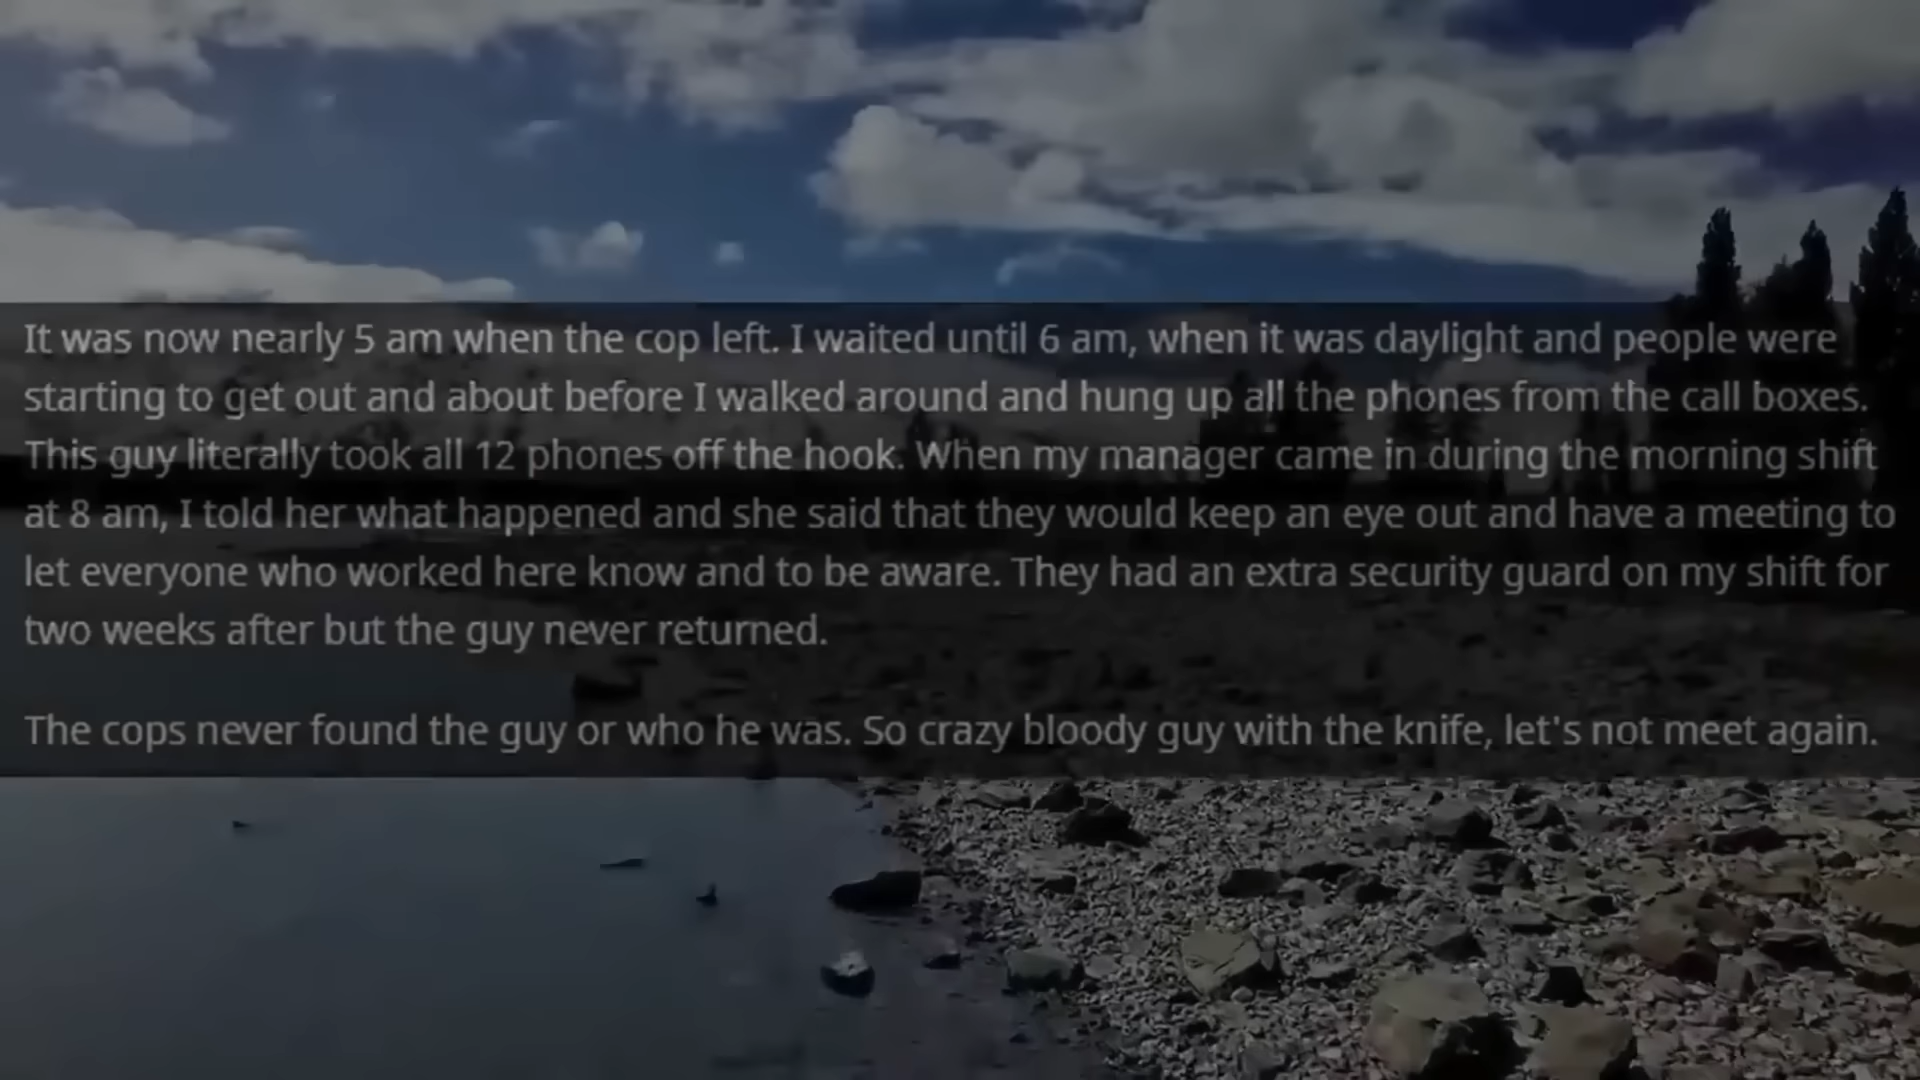 It was now nearly 5 am when the cop left. I waited until 6 am, when it was daylight and people were
starting to get out and about before I walked around and hung up all the phones from the call boxes.
This guy literally took all 12 phones off the hook. When my manager came in during the morning shift
at 8 am, I told her what happened and she said that they would keep an eye out and have a meeting to
let everyone who worked here know and to be aware. They had an extra security guard on my shift for
two weeks after but the guy never returned.
The cops never found the guy or who he was. So crazy bloody guy with the knife, let's not meet again.